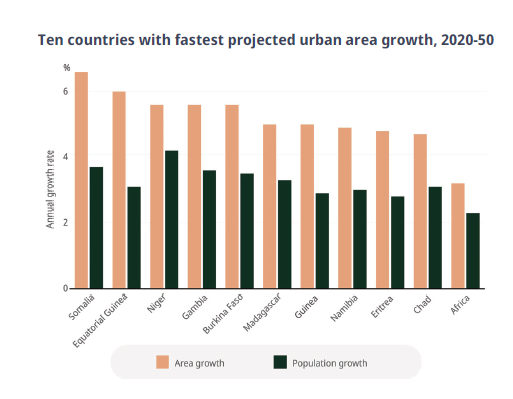 Ten countries with fastest projected urban area growth, 2020-50
%
6
4
2
0
Annual growth rate
Somalia
Equatorial Guinea
Niger
Gambia
Burkina Faso
Madagascar
Guinea
Namibia
Eritrea
Chad
Africa
Area growth
Population growth